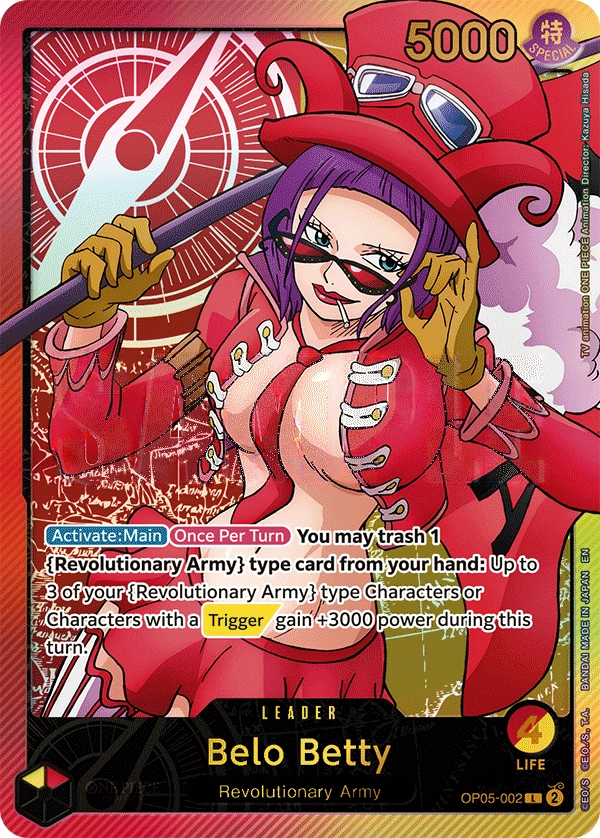 5000
特
SPECIAL
TV animation ONE PIECE Animation Director: Kazuya Hisada
SAMPLE
A
Activate:Main Once Per Turn You may trash 1
{Revolutionary Army} type card from your hand: Up to
3 of your {Revolutionary Army} type Characters or
Characters with a Trigger gain +3000 power during this
turn.
LEADER
Belo Betty
Revolutionary Army
4
LIFE
OP05-002 L 2
©E.O/S ©E.O./S., T.A. BANDAI MADE IN JAPAN EN